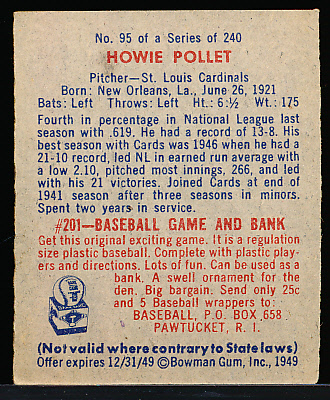 No. 95 of a Series of 240
HOWIE POLLET
Pitcher—St. Louis Cardinals
Born: New Orleans, La., June 26, 1921
Bats: Left Throws: Left Ht.: 6:½ Wt.: 175
Fourth in percentage in National League last
season with .619. He had a record of 13-8. His
best season with Cards was 1946 when he had a
21-10 record, led NL in earned run average with
a low 2.10, pitched most innings, 266, and led
with his 21 victories. Joined Cards at end of
1941 season after three seasons in minors.
Spent two years in service.
#201—BASEBALL GAME AND BANK
Get this original exciting game. It is a regulation
size plastic baseball. Complete with plastic play-
ers and directions. Lots of fun. Can be used as a
bank. A swell ornament for the
den. Big bargain. Send only 25c
and 5 Baseball wrappers to:
BASEBALL, P. O. BOX 658
PAWTUCKET, R. I.
(Not valid where contrary to State laws)
Offer expires 12/31/49 ©Bowman Gum, Inc., 1949